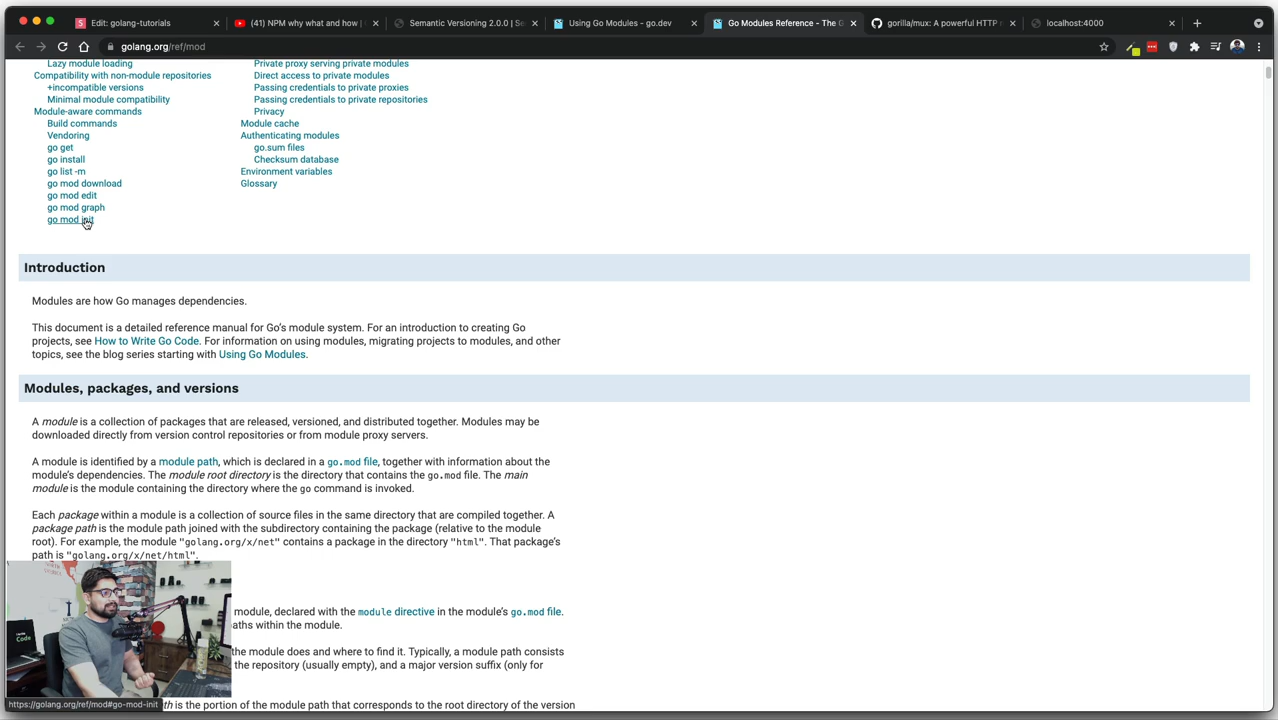 Edit: golang-tutorials
(41) NPM why what and how |
Semantic Versioning 2.0.0 | Se
Using Go Modules - go.dev
Go Modules Reference - The G
gorilla/mux: A powerful HTTP r
localhost:4000
golang.org/ref/mod
Lazy module loading
Compatibility with non-module repositories
+incompatible versions
Minimal module compatibility
Module-aware commands
Build commands
Vendoring
go get
go install
go list -m
go mod download
go mod edit
go mod graph
go mod init
Private proxy serving private modules
Direct access to private modules
Passing credentials to private proxies
Passing credentials to private repositories
Privacy
Module cache
Authenticating modules
go.sum files
Checksum database
Environment variables
Glossary
Introduction
Modules are how Go manages dependencies.
This document is a detailed reference manual for Go's module system. For an introduction to creating Go
projects, see How to Write Go Code. For information on using modules, migrating projects to modules, and other
topics, see the blog series starting with Using Go Modules.
Modules, packages, and versions
A module is a collection of packages that are released, versioned, and distributed together. Modules may be
downloaded directly from version control repositories or from module proxy servers.
A module is identified by a module path, which is declared in a go.mod file, together with information about the
module's dependencies. The module root directory is the directory that contains the go.mod file. The main
module is the module containing the directory where the go command is invoked.
Each package within a module is a collection of source files in the same directory that are compiled together. A
package path is the module path joined with the subdirectory containing the package (relative to the module
root). For example, the module "golang.org/x/net" contains a package in the directory "html". That package's
path is "golang.org/x/net/html".
module, declared with the module directive in the module's go.mod file.
aths within the module.
the module does and where to find it. Typically, a module path consists
the repository (usually empty), and a major version suffix (only for
Code
https://golang.org/ref/mod#go-mod-init
th is the portion of the module path that corresponds to the root directory of the version